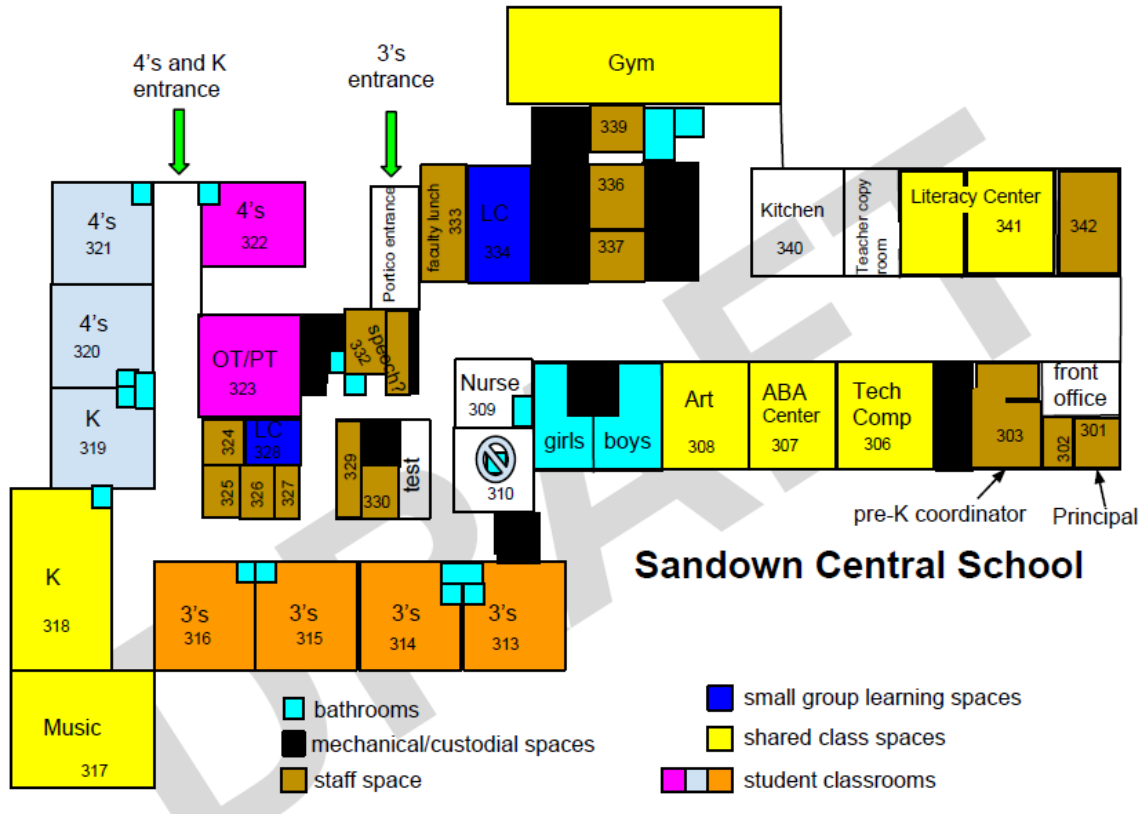 Gym
4's and K
entrance
3's
entrance
339
4's
321
4's
322
Portico entrance
faculty lunch
333
LC
334
336
337
Kitchen
340
Teacher copy
room
Literacy Center
341
342
4's
320
OT/PT
323
332
speech?
K
319
Nurse
309
girls
boys
Art
308
ABA
Center
307
Tech
Comp
306
front
office
303
302
301
324
LC
328
325
326
327
329
330
test
310
pre-K coordinator
Principal
Sandown Central School
K
318
3's
316
3's
315
3's
314
3's
313
Music
317
bathrooms
mechanical/custodial spaces
staff space
small group learning spaces
shared class spaces
student classrooms
DRAFT